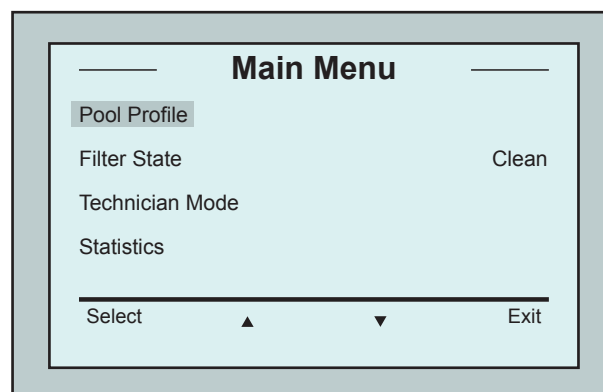 Main Menu
Pool Profile
Filter State Clean
Technician Mode
Statistics
Select ▲ ▼ Exit